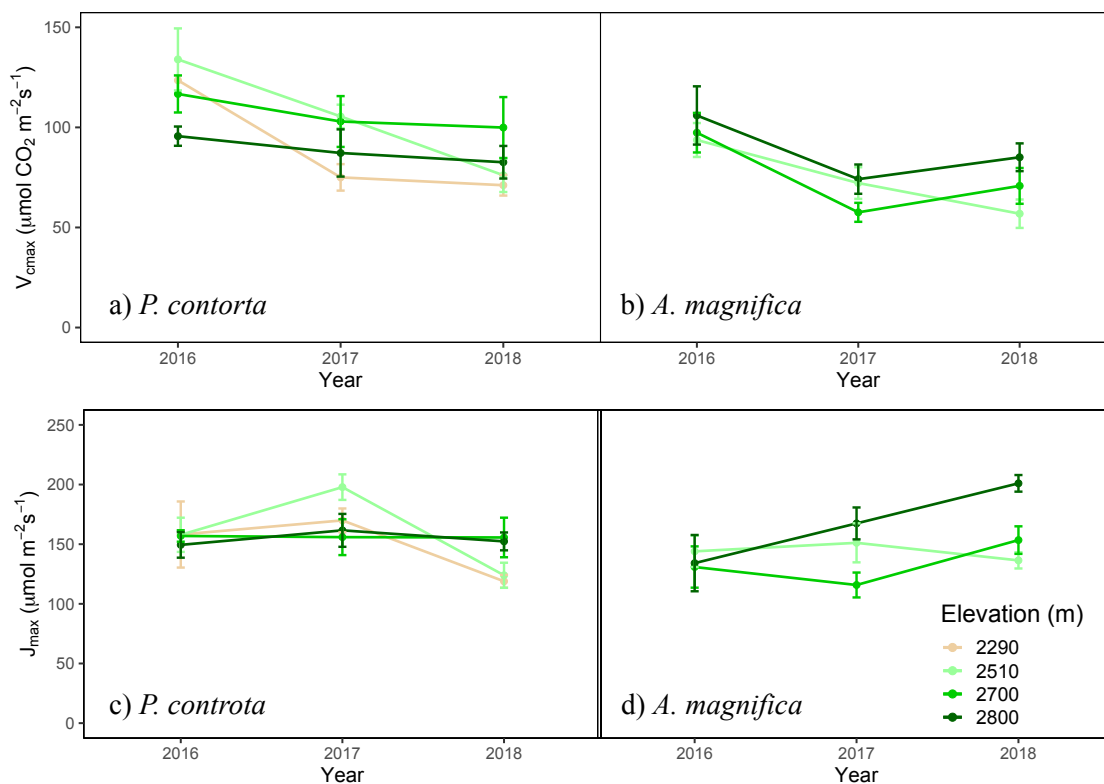 150
100
50
0
V_cmax (μmol CO₂ m⁻²s⁻¹)
a) P. contorta
b) A. magnifica
2016 2017 2018
2016 2017 2018
Year
Year
250
200
150
100
50
0
J_max (μmol m⁻²s⁻¹)
c) P. controta
d) A. magnifica
Elevation (m)
2290
2510
2700
2800
2016 2017 2018
2016 2017 2018
Year
Year